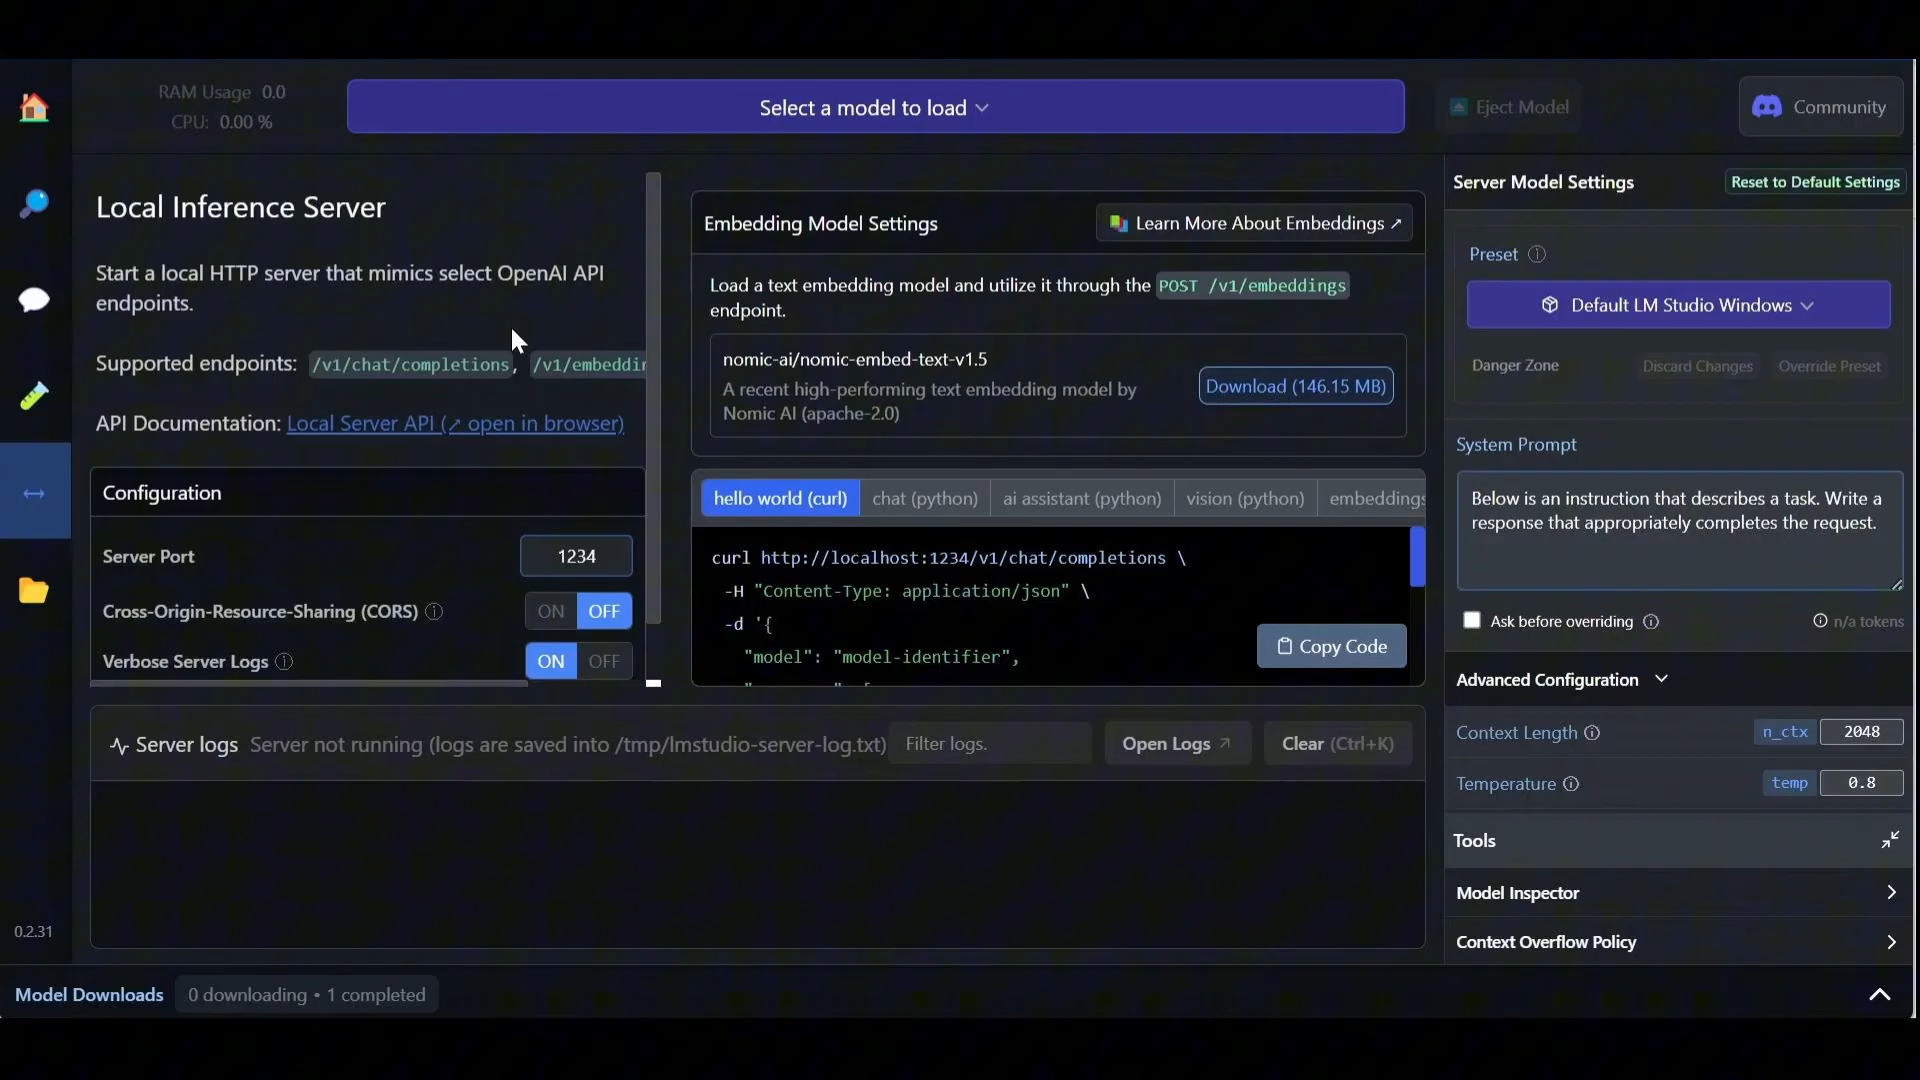 RAM Usage 0.0
CPU: 0.00 %
Select a model to load
Eject Model
Community
Local Inference Server
Start a local HTTP server that mimics select OpenAI API
endpoints.
Supported endpoints: /v1/chat/completions, /v1/embeddin
API Documentation: Local Server API (↗ open in browser)
Configuration
Server Port 1234
Cross-Origin-Resource-Sharing (CORS) ON OFF
Verbose Server Logs ON OFF
Embedding Model Settings
Learn More About Embeddings ↗
Load a text embedding model and utilize it through the POST /v1/embeddings
endpoint.
nomic-ai/nomic-embed-text-v1.5
A recent high-performing text embedding model by
Nomic AI (apache-2.0)
Download (146.15 MB)
hello world (curl) chat (python) ai assistant (python) vision (python) embeddings
curl http://localhost:1234/v1/chat/completions \
-H "Content-Type: application/json" \
-d '{
"model": "model-identifier",
Copy Code
Server logs Server not running (logs are saved into /tmp/lmstudio-server-log.txt)
Filter logs.
Open Logs ↗
Clear (Ctrl+K)
Server Model Settings
Reset to Default Settings
Preset
Default LM Studio Windows
Danger Zone Discard Changes Override Preset
System Prompt
Below is an instruction that describes a task. Write a
response that appropriately completes the request.
Ask before overriding n/a tokens
Advanced Configuration
Context Length n_ctx 2048
Temperature temp 0.8
Tools
Model Inspector
Context Overflow Policy
0.2.31
Model Downloads 0 downloading • 1 completed